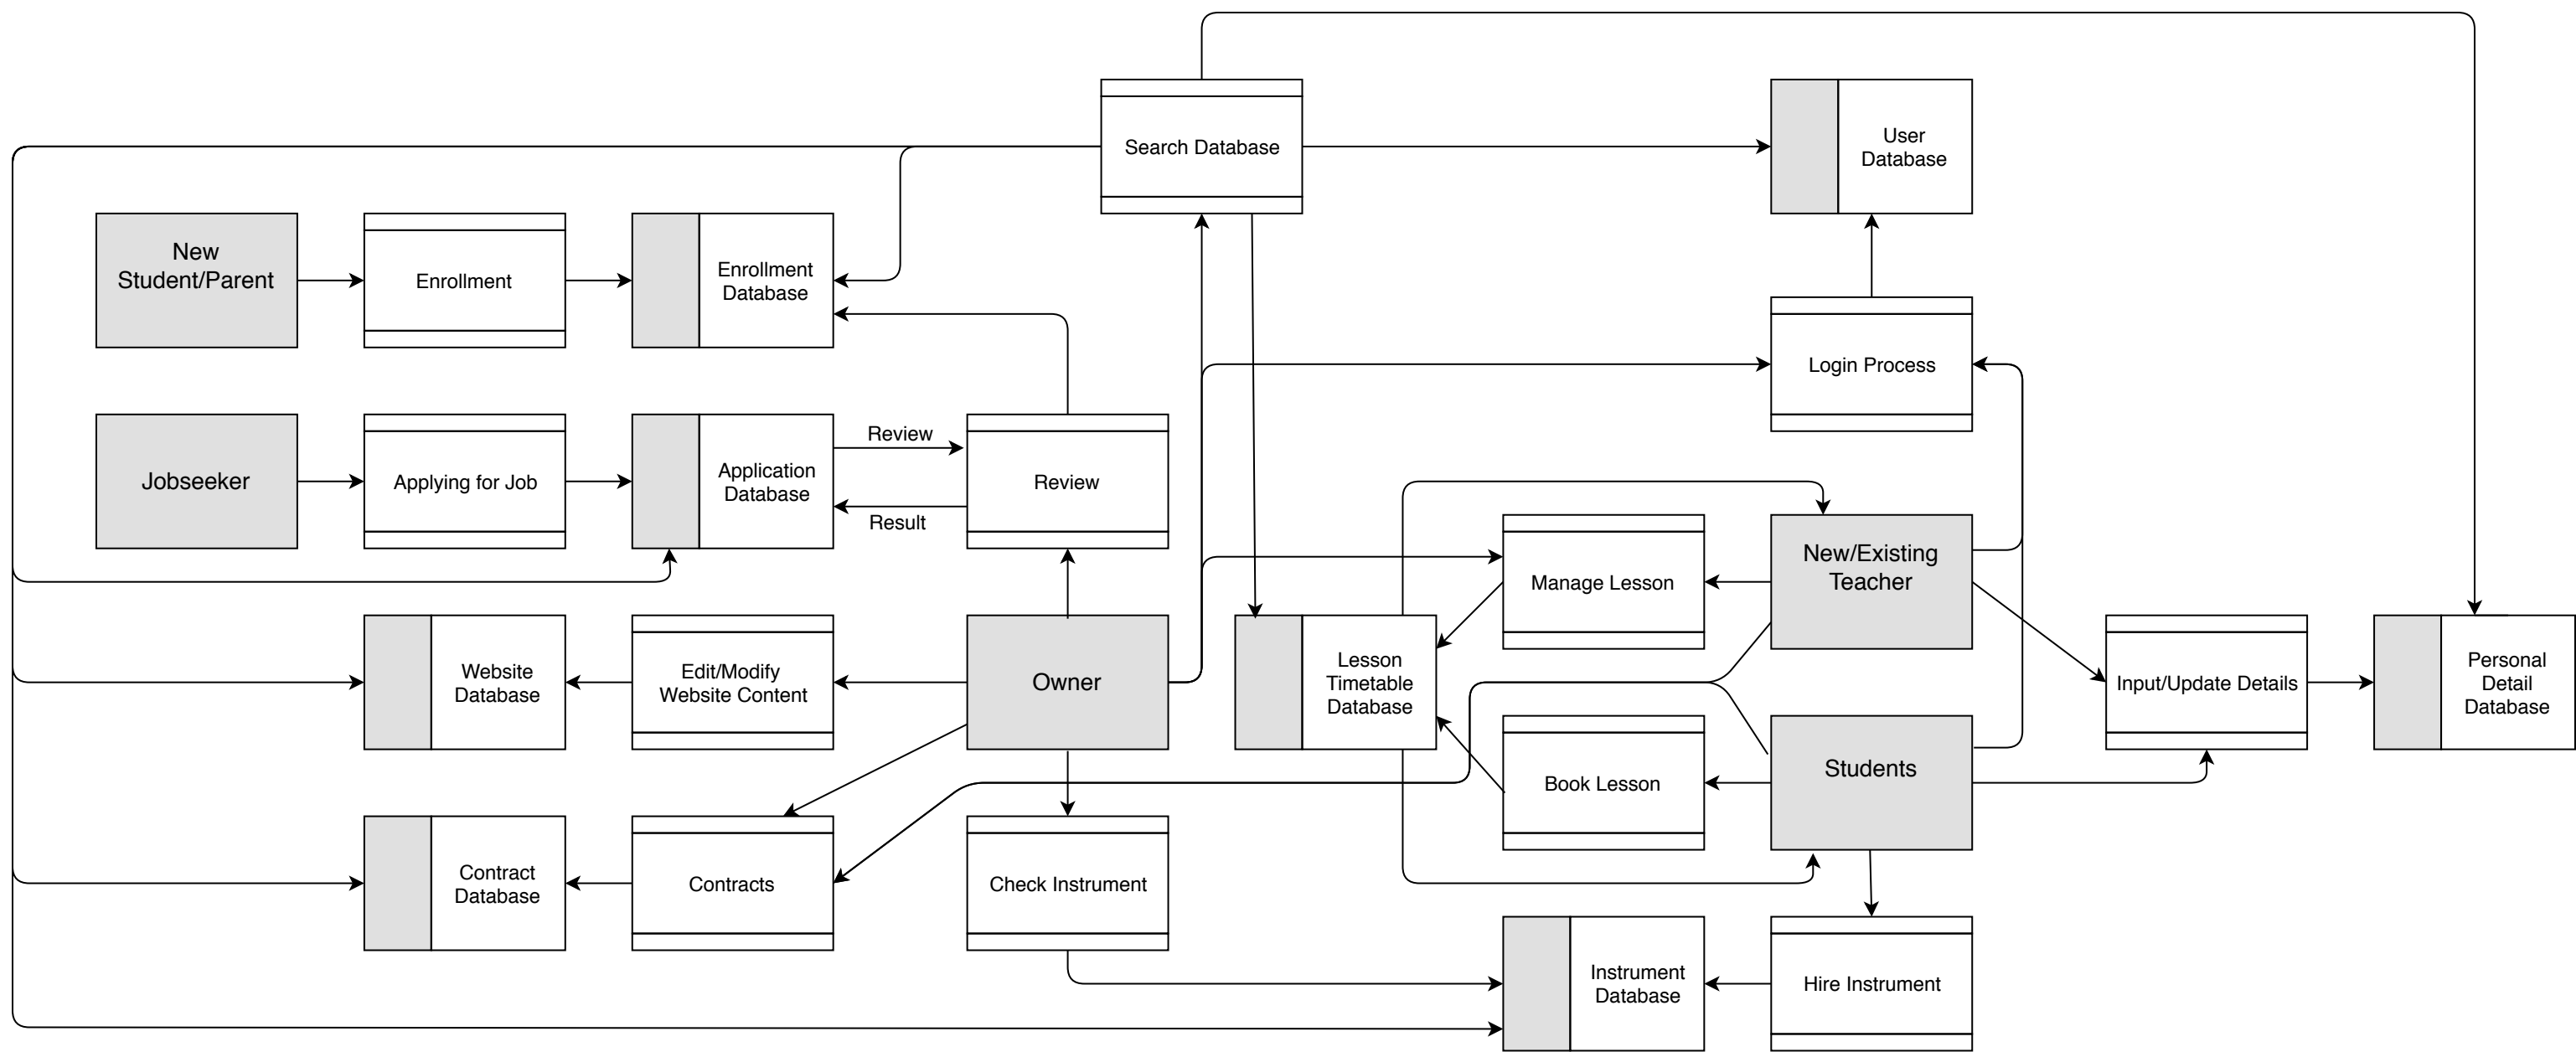 Search Database
User
Database
New
Student/Parent
Enrollment
Enrollment
Database
Login Process
Jobseeker
Applying for Job
Application
Database
Review
Result
Review
Manage Lesson
New/Existing
Teacher
Website
Database
Edit/Modify
Website Content
Owner
Lesson
Timetable
Database
Input/Update Details
Personal
Detail
Database
Book Lesson
Students
Contract
Database
Contracts
Check Instrument
Instrument
Database
Hire Instrument